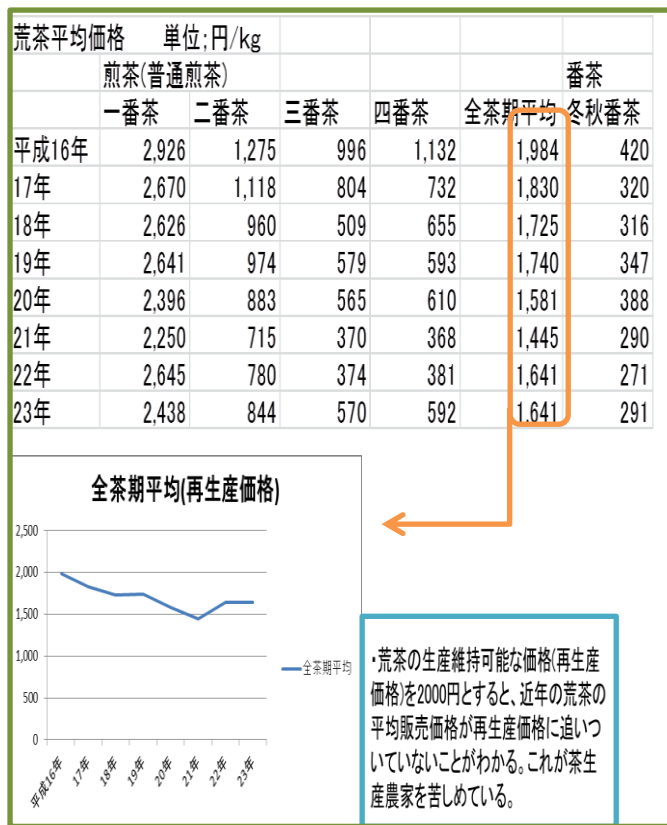 荒茶平均価格 単位;円/kg
煎茶(普通煎茶) 番茶
一番茶 二番茶 三番茶 四番茶 全茶期平均 冬秋番茶
平成16年 2,926 1,275 996 1,132 1,984 420
17年 2,670 1,118 804 732 1,830 320
18年 2,626 960 509 655 1,725 316
19年 2,641 974 579 593 1,740 347
20年 2,396 883 565 610 1,581 388
21年 2,250 715 370 368 1,445 290
22年 2,645 780 374 381 1,641 271
23年 2,438 844 570 592 1,641 291
全茶期平均(再生産価格)
2,500
2,000
1,500
1,000
500
0
平成16年 17年 18年 19年 20年 21年 22年 23年
全茶期平均
・荒茶の生産維持可能な価格(再生産
価格)を2000円とすると、近年の荒茶の
平均販売価格が再生産価格に追いつ
いていないことがわかる。これが茶生
産農家を苦しめている。